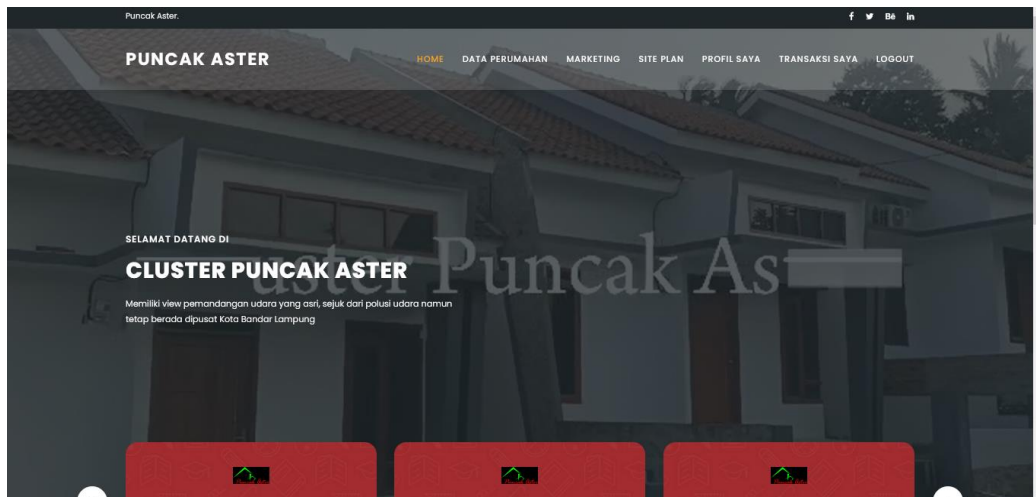 Puncak Aster.
f Bē in
PUNCAK ASTER
HOME DATA PERUMAHAN MARKETING SITE PLAN PROFIL SAYA TRANSAKSI SAYA LOGOUT
SELAMAT DATANG DI
CLUSTER PUNCAK ASTER
uster Puncak As
Memiliki view pemandangan udara yang asri, sejuk dari polusi udara namun
tetap berada dipusat Kota Bandar Lampung